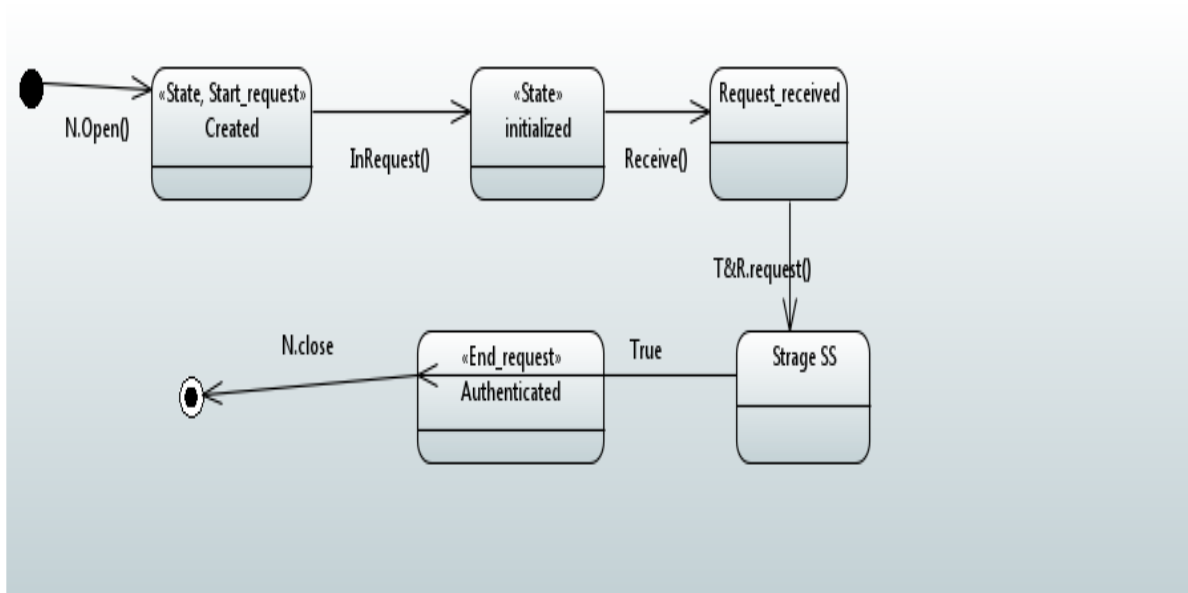 «State, Start_request»
Created
N.Open()
InRequest()
«State»
initialized
Receive()
Request_received
T&R.request()
Strage SS
True
«End_request»
Authenticated
N.close